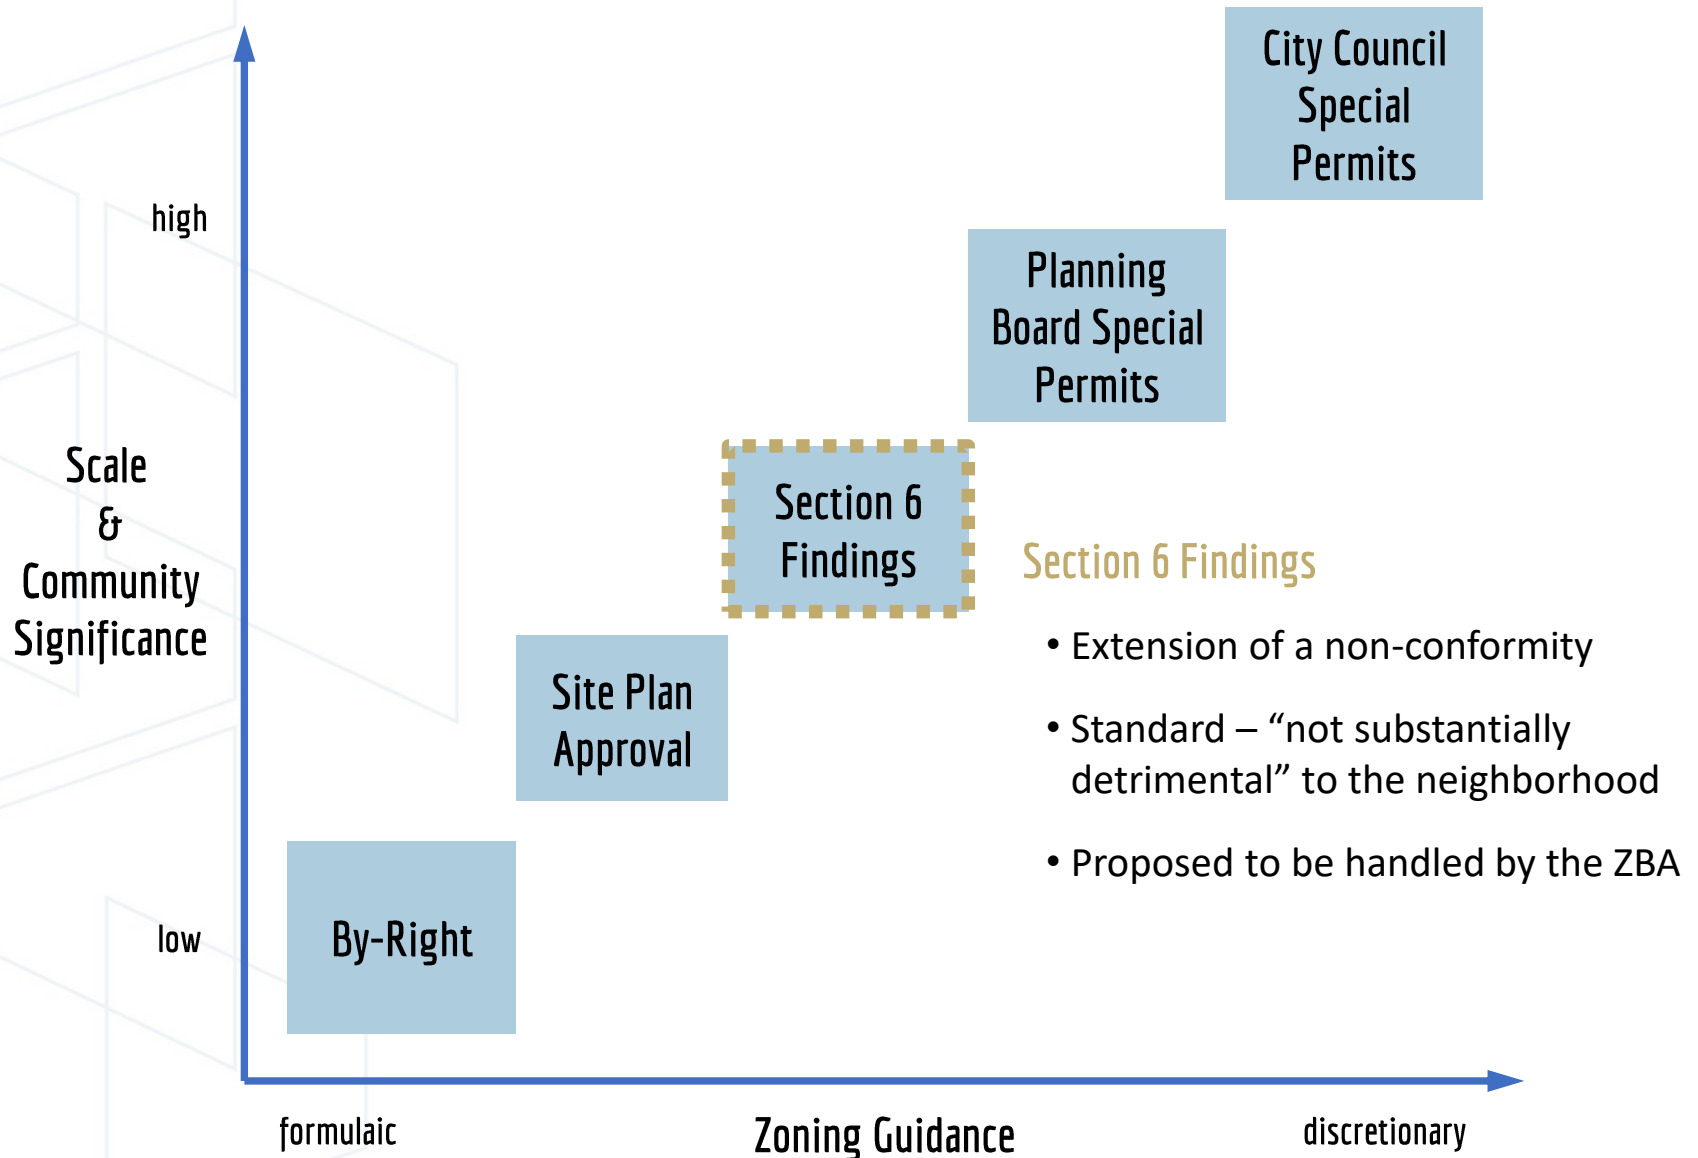 City Council
Special
Permits
high
Planning
Board Special
Permits
Scale
&
Community
Significance
Section 6
Findings
Section 6 Findings
• Extension of a non-conformity
• Standard – “not substantially
detrimental” to the neighborhood
• Proposed to be handled by the ZBA
Site Plan
Approval
low
By-Right
formulaic
Zoning Guidance
discretionary